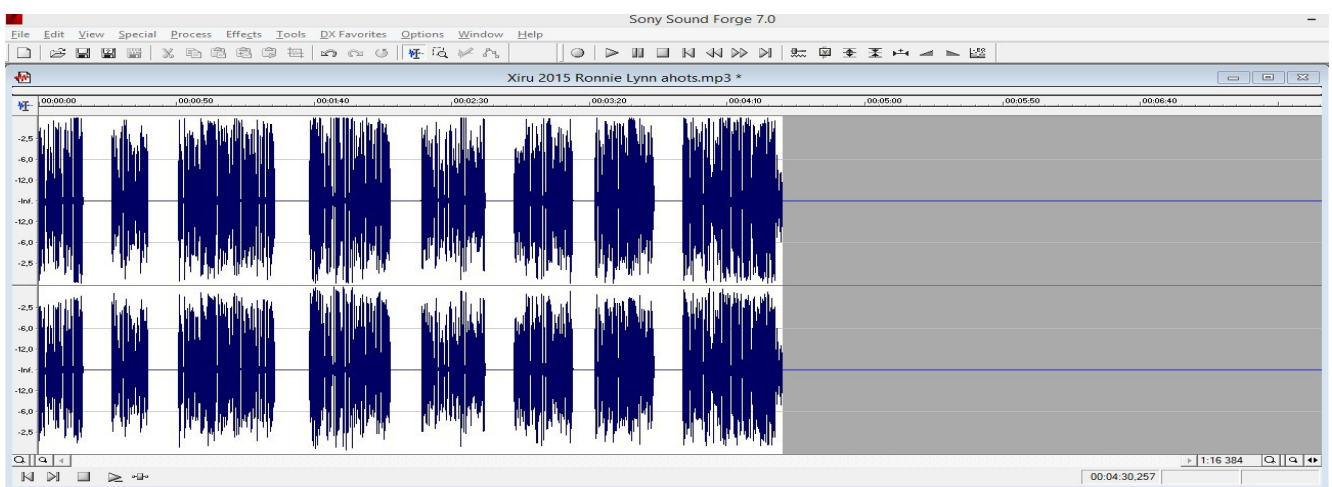 Sony Sound Forge 7.0
File Edit View Special Process Effects Tools DX Favorites Options Window Help
Xiru 2015 Ronnie Lynn ahots.mp3 *
,00:00:00 ,00:00:50 ,00:01:40 ,00:02:30 ,00:03:20 ,00:04:10 ,00:05:00 ,00:05:50 ,00:06:40
-2,5
-6,0
-12,0
-Inf.
-12,0
-6,0
-2,5
-2,5
-6,0
-12,0
-Inf.
-12,0
-6,0
-2,5
1:16 384
00:04:30,257